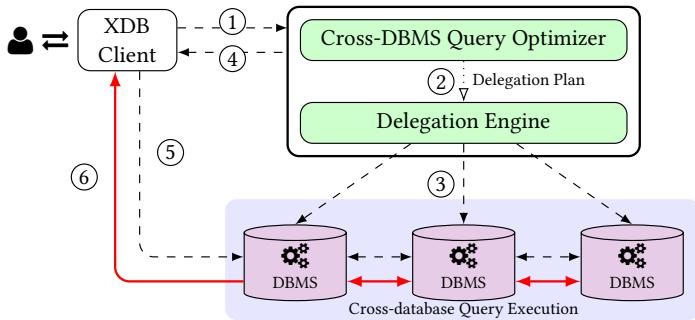 XDB
Client
①
④
Cross-DBMS Query Optimizer
②
Delegation Plan
Delegation Engine
⑤
⑥
③
DBMS
DBMS
DBMS
Cross-database Query Execution